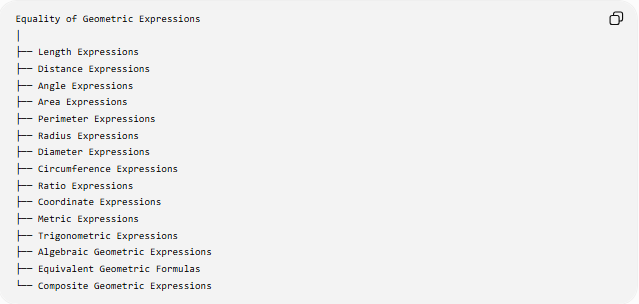 Equality of Geometric Expressions
│
├── Length Expressions
├── Distance Expressions
├── Angle Expressions
├── Area Expressions
├── Perimeter Expressions
├── Radius Expressions
├── Diameter Expressions
├── Circumference Expressions
├── Ratio Expressions
├── Coordinate Expressions
├── Metric Expressions
├── Trigonometric Expressions
├── Algebraic Geometric Expressions
├── Equivalent Geometric Formulas
└── Composite Geometric Expressions